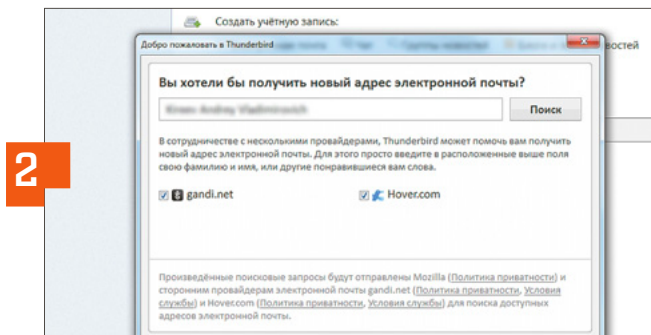 Создать учётную запись:
Добро пожаловать в Thunderbird
востей
Вы хотели бы получить новый адрес электронной почты?
Поиск
В сотрудничестве с несколькими провайдерами, Thunderbird может помочь вам получить
новый адрес электронной почты. Для этого просто введите в расположенные выше поля
свою фамилию и имя, или другие понравившиеся вам слова.
2
gandi.net
Hover.com
Произведённые поисковые запросы будут отправлены Mozilla (Политика приватности) и
сторонним провайдерам электронной почты gandi.net (Политика приватности, Условия
службы) и Hover.com (Политика приватности, Условия службы) для поиска доступных
адресов электронной почты.